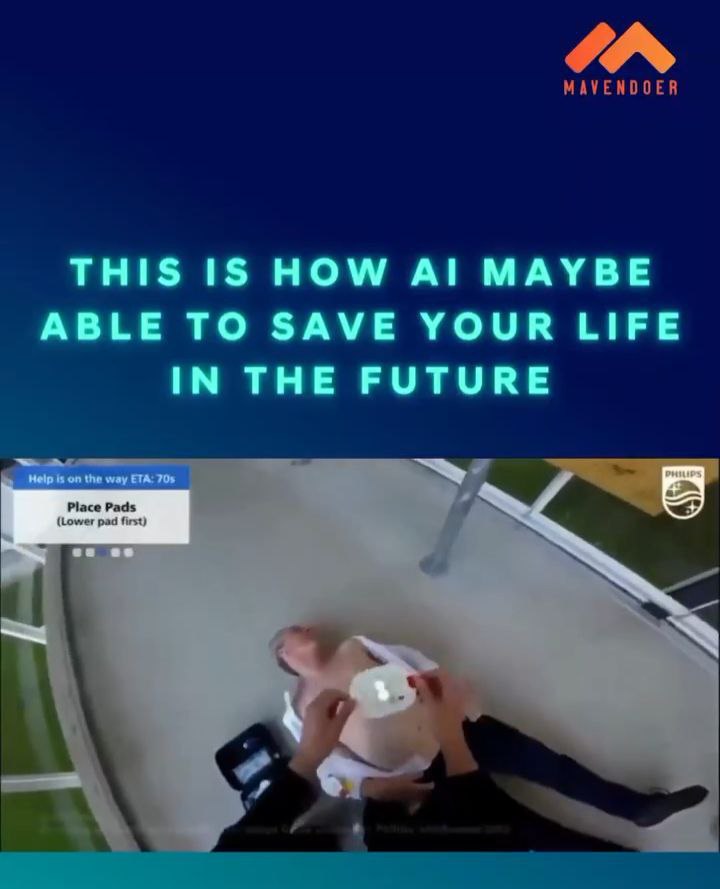 MAVENDOER
THIS IS HOW AI MAYBE
ABLE TO SAVE YOUR LIFE
IN THE FUTURE
Help is on the way ETA: 70s
Place Pads
(Lower pad first)
PHILIPS